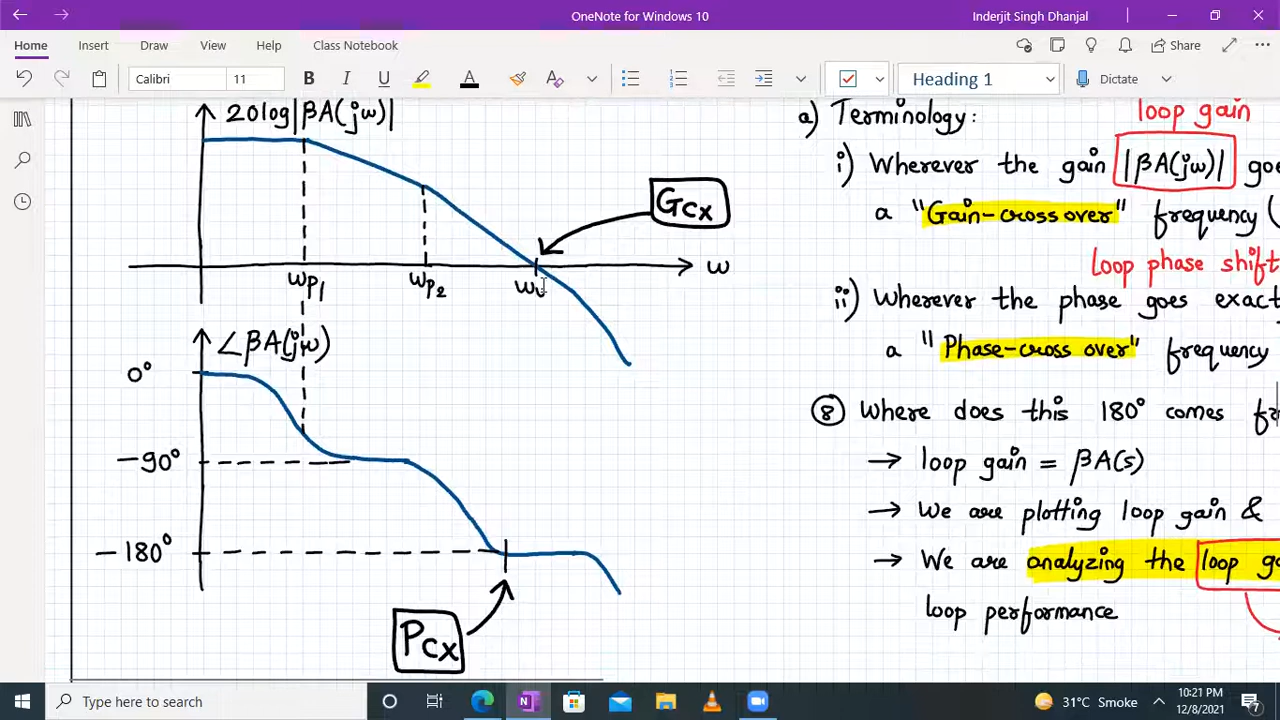 OneNote for Windows 10
Inderjit Singh Dhanjal
Home Insert Draw View Help Class Notebook
Share
Calibri 11 B I U A Heading 1 Dictate
20log|βA(jω)|
GCX
ω
ωp1 ωp2
∠βA(jω)
0°
−90°
−180°
PCX
a) Terminology:
loop gain
i) Wherever the gain |βA(jω)| goe
a "Gain-cross over" frequency (
loop phase shift
ii) Wherever the phase goes exact
a "Phase-cross over" frequency
⑧ Where does this 180° comes
→ loop gain = βA(s)
→ We are plotting loop gain &
→ We are analyzing the loop ga
loop performance
Type here to search
31°C Smoke
10:21 PM
12/8/2021
7